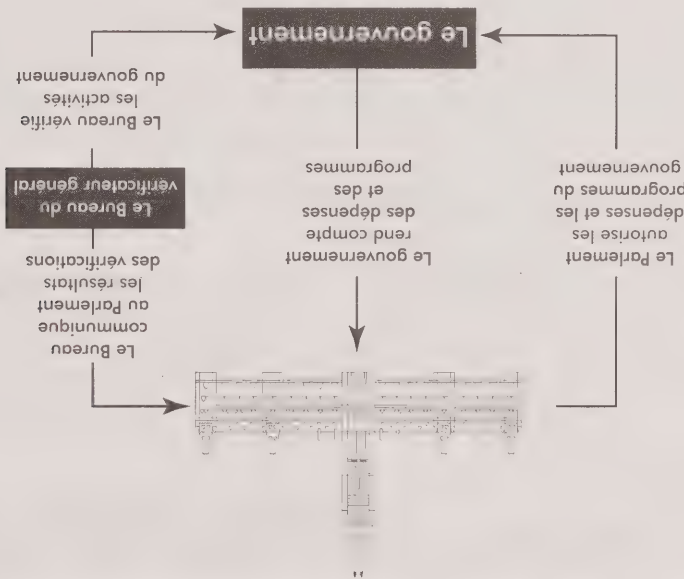 Le Parlement
autorise les
dépenses et les
programmes du
gouvernement
Le gouvernement
rend compte
des dépenses
et des
programmes
Le Bureau
communique
au Parlement
les résultats
des vérifications
Le Bureau du
vérificateur général
Le Bureau vérifie
les activités
du gouvernement
Le gouvernement